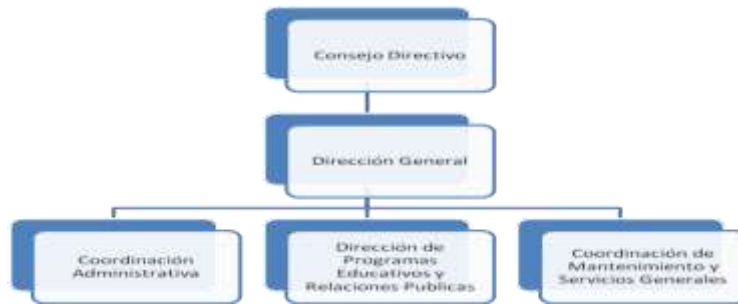 Consejo Directivo
Dirección General
Coordinación
Administrativa
Dirección de
Programas
Educativos y
Relaciones Publicas
Coordinación de
Mantenimiento y
Servicios Generales